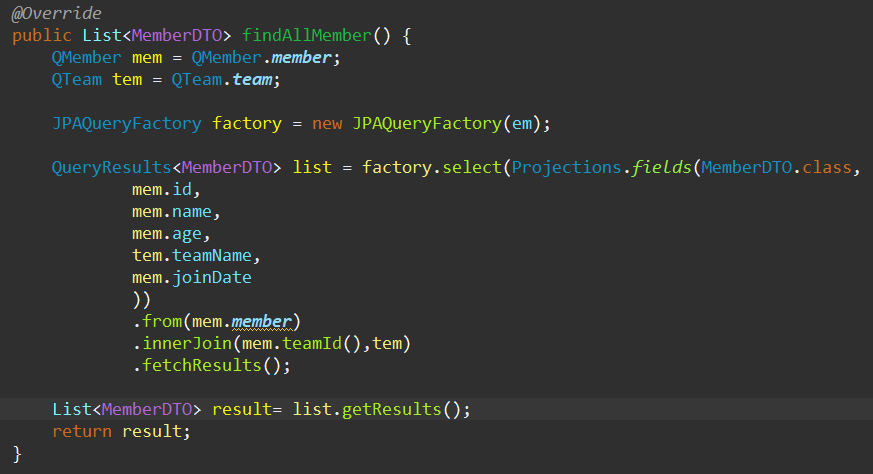 @Override
public List<MemberDTO> findAllMember() {
    QMember mem = QMember.member;
    QTeam tem = QTeam.team;

    JPAQueryFactory factory = new JPAQueryFactory(em);

    QueryResults<MemberDTO> list = factory.select(Projections.fields(MemberDTO.class,
            mem.id,
            mem.name,
            mem.age,
            tem.teamName,
            mem.joinDate
            ))
            .from(mem.member)
            .innerJoin(mem.teamId(),tem)
            .fetchResults();

    List<MemberDTO> result= list.getResults();
    return result;
}